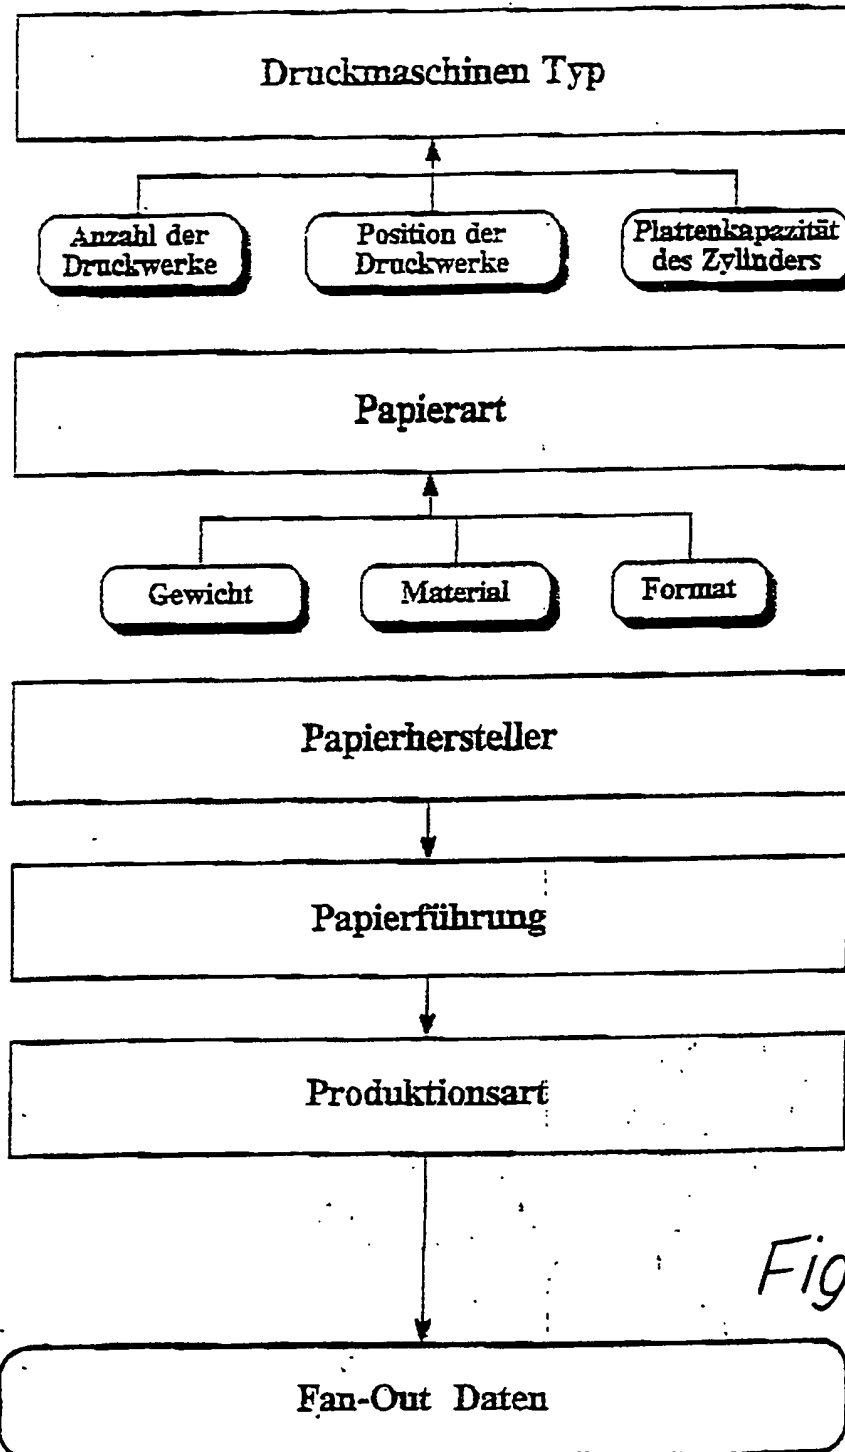 Druckmaschinen Typ
Anzahl der
Druckwerke
Position der
Druckwerke
Plattenkapazität
des Zylinders
Papierart
Gewicht
Material
Format
Papierhersteller
Papierführung
Produktionsart
Fig
Fan-Out Daten